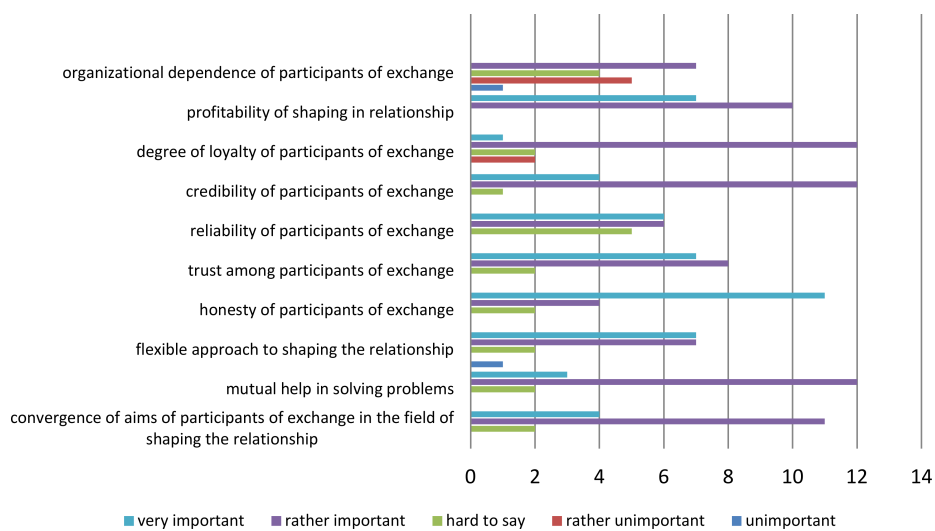 organizational dependence of participants of exchange
profitability of shaping in relationship
degree of loyalty of participants of exchange
credibility of participants of exchange
reliability of participants of exchange
trust among participants of exchange
honesty of participants of exchange
flexible approach to shaping the relationship
mutual help in solving problems
convergence of aims of participants of exchange in the field of
shaping the relationship
0 2 4 6 8 10 12 14
very important rather important hard to say rather unimportant unimportant